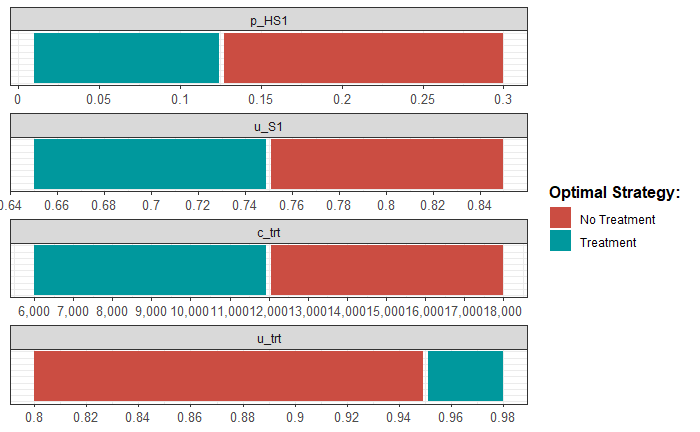 p_HS1
0 0.05 0.1 0.15 0.2 0.25 0.3
u_S1
0.64 0.66 0.68 0.7 0.72 0.74 0.76 0.78 0.8 0.82 0.84
c_trt
6,000 7,000 8,000 9,000 10,000 11,000 12,000 13,000 14,000 15,000 16,000 17,000 18,000
u_trt
0.8 0.82 0.84 0.86 0.88 0.9 0.92 0.94 0.96 0.98
Optimal Strategy:
No Treatment
Treatment